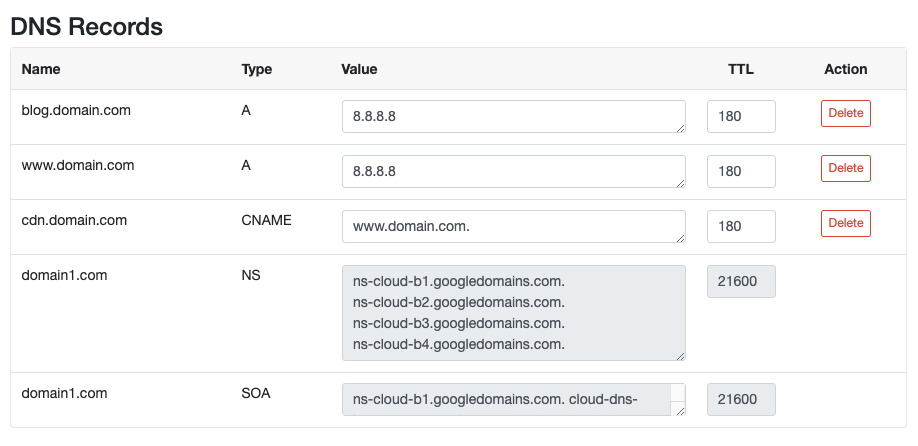 DNS Records
Name Type Value TTL Action
blog.domain.com A 8.8.8.8 180 Delete
www.domain.com A 8.8.8.8 180 Delete
cdn.domain.com CNAME www.domain.com. 180 Delete
domain1.com NS ns-cloud-b1.googledomains.com. 21600
ns-cloud-b2.googledomains.com.
ns-cloud-b3.googledomains.com.
ns-cloud-b4.googledomains.com.
domain1.com SOA ns-cloud-b1.googledomains.com. cloud-dns- 21600